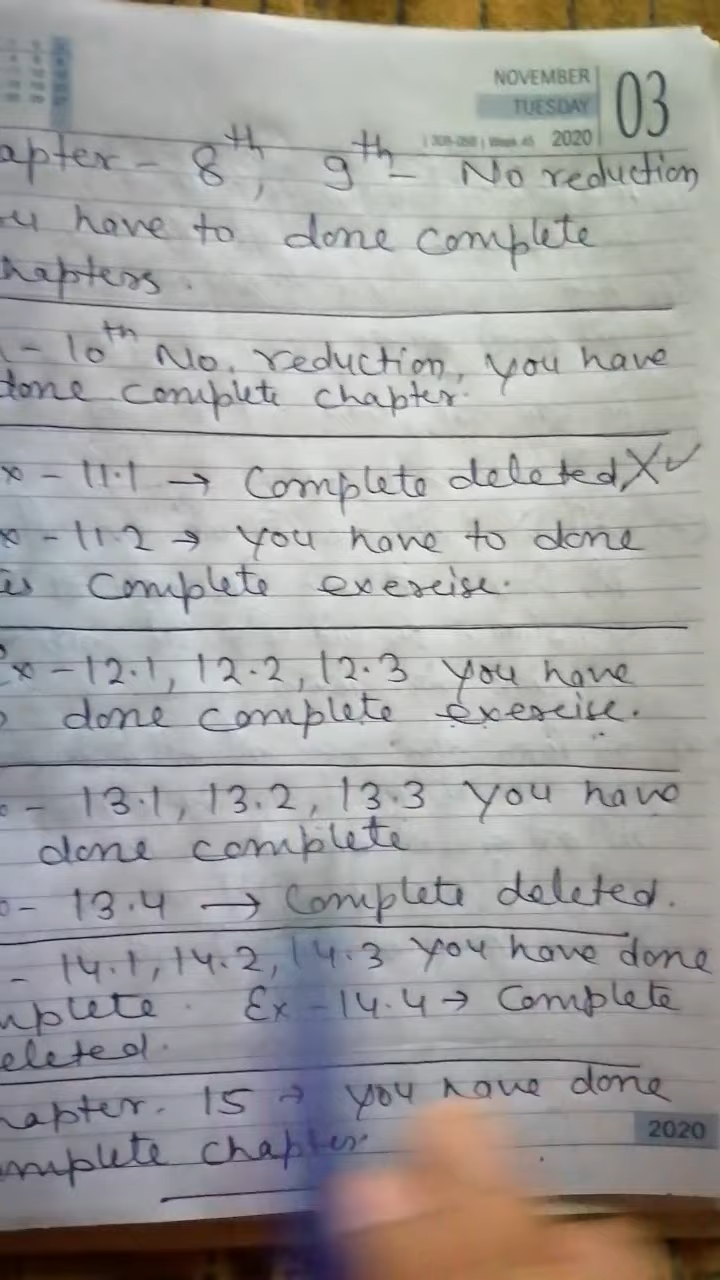 NOVEMBER
TUESDAY
03
2020
apter - 8th, 9th - No reduction
u have to done complete
hapters.
- 10th No. reduction, you have
done complete chapter.
x - 11.1 → Complete deleted X✓
x - 11.2 → you have to done
complete exercise.
Ex - 12.1, 12.2, 12.3 you have
done complete exercise.
- 13.1, 13.2, 13.3 you have
done complete
- 13.4 → Complete deleted.
- 14.1, 14.2, 14.3 you have done
mplete. Ex - 14.4 → Complete
eleted.
hapter. 15 → you have done
omplete chapter.
2020